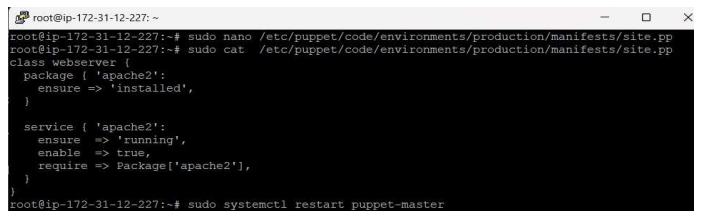 root@ip-172-31-12-227: ~
root@ip-172-31-12-227:~# sudo nano /etc/puppet/code/environments/production/manifests/site.pp
root@ip-172-31-12-227:~# sudo cat  /etc/puppet/code/environments/production/manifests/site.pp
class webserver {
  package { 'apache2':
    ensure => 'installed',
  }

  service { 'apache2':
    ensure  => 'running',
    enable  => true,
    require => Package['apache2'],
  }
}
root@ip-172-31-12-227:~# sudo systemctl restart puppet-master